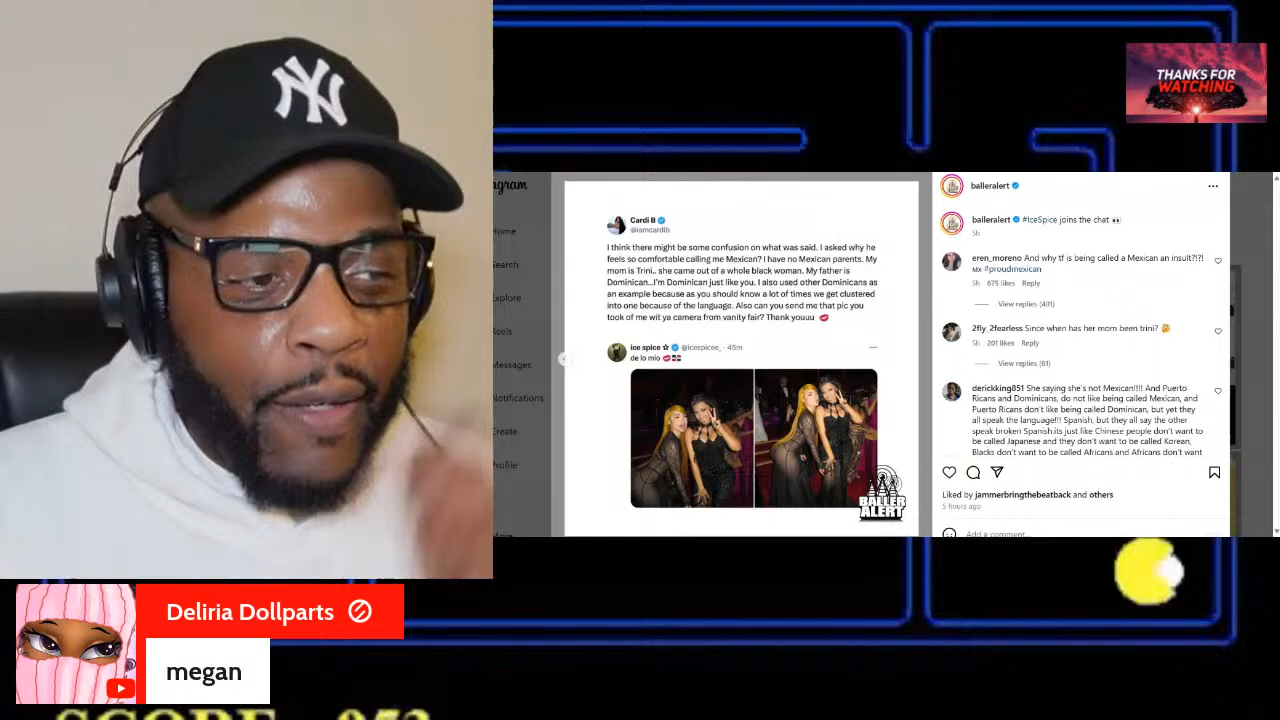 NY
THANKS FOR
WATCHING
agram
Home
Search
Explore
Reels
Messages
Notifications
Create
Profile
More
Cardi B
@iamcardib
I think there might be some confusion on what was said. I asked why he
feels so comfortable calling me Mexican? I have no Mexican parents. My
mom is Trini.. she came out of a whole black woman. My father is
Dominican...I'm Dominican just like you. I also used other Dominicans as
an example because as you should know a lot of times we get clustered
into one because of the language. Also can you send me that pic you
took of me wit ya camera from vanity fair? Thank youuu 💋
ice spice ☆ @icespicee_ · 45m
de lo mio 💋🇩🇴
BALLER
ALERT
balleralert
balleralert #IceSpice joins the chat 👀
5h
eren_moreno And why tf is being called a Mexican an insult?!?!
🇲🇽 #proudmexican
5h 675 likes Reply
View replies (401)
2fly_2fearless Since when has her mom been trini? 🤔
5h 201 likes Reply
View replies (61)
derickking851 She saying she's not Mexican!!!! And Puerto
Ricans and Dominicans, do not like being called Mexican, and
Puerto Ricans don't like being called Dominican, but yet they
all speak the language!!! Spanish, but they all say the other
speak broken Spanish.its just like Chinese people don't want to
be called Japanese and they don't want to be called Korean,
Blacks don't want to be called Africans and Africans don't want
Liked by jammerbringthebeatback and others
5 hours ago
Add a comment...
Deliria Dollparts
megan
SCORE 973